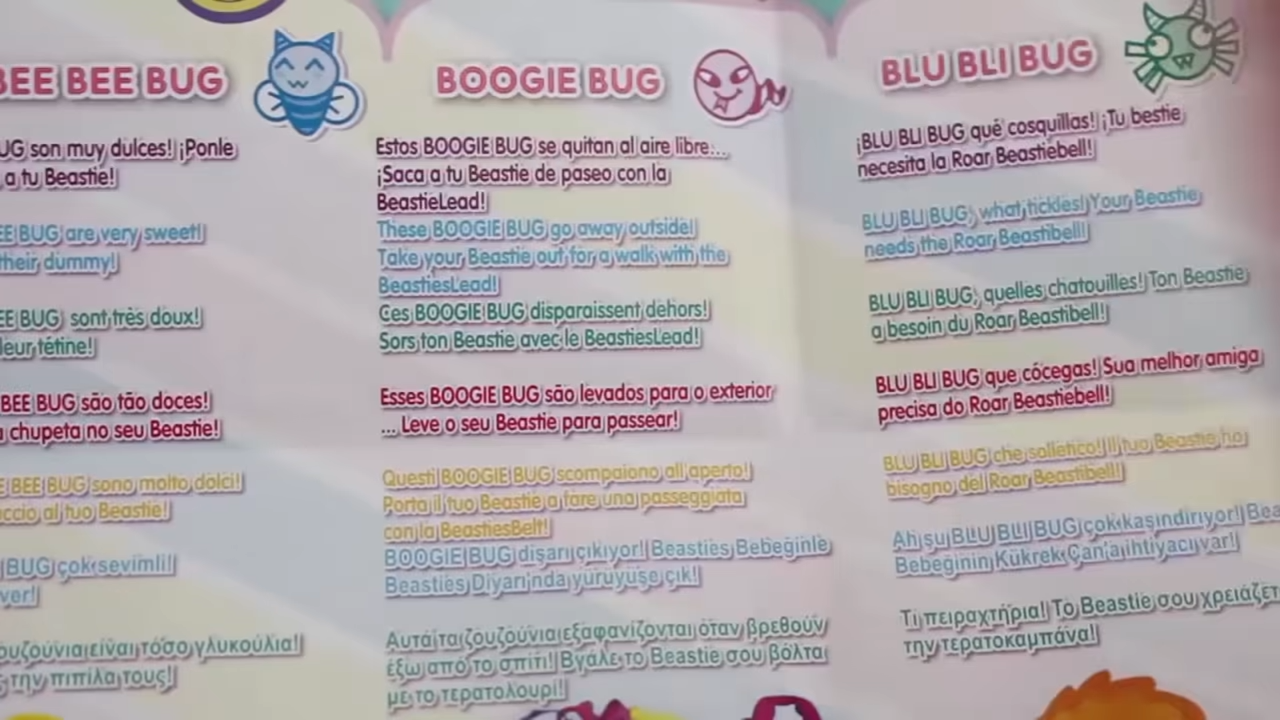 BEE BEE BUG
UG son muy dulces! ¡Ponle
a tu Beastie!
EE BUG are very sweet!
their dummy!
EE BUG sont très doux!
leur tétine!
BEE BUG são tão doces!
a chupeta no seu Beastie!
E BEE BUG sono molto dolci!
uccio al tuo Beastie!
BUG çok sevimli!
ver!
ουζούνια είναι τόσο γλυκούλια!
την πιπίλα τους!
BOOGIE BUG
Estos BOOGIE BUG se quitan al aire libre...
¡Saca a tu Beastie de paseo con la
BeastieLead!
These BOOGIE BUG go away outside!
Take your Beastie out for a walk with the
BeastiesLead!
Ces BOOGIE BUG disparaissent dehors!
Sors ton Beastie avec le BeastiesLead!
Esses BOOGIE BUG são levados para o exterior
... Leve o seu Beastie para passear!
Questi BOOGIE BUG scompaiono all'aperto!
Porta il tuo Beastie a fare una passeggiata
con la BeastiesBelt!
BOOGIE BUG dışarı çıkıyor! Beasties Bebeğinle
Beasties Diyarı'nda yürüyüşe çık!
Αυτά τα ζουζούνια εξαφανίζονται όταν βρεθούν
έξω από το σπίτι! Βγάλε το Beastie σου βόλτα
με το τερατολουρί!
BLU BLI BUG
¡BLU BLI BUG qué cosquillas! ¡Tu bestie
necesita la Roar Beastiebell!
BLU BLI BUG, what tickles! Your Beastie
needs the Roar Beastibell!
BLU BLI BUG, quelles chatouilles! Ton Beastie
a besoin du Roar Beastibell!
BLU BLI BUG que cócegas! Sua melhor amiga
precisa do Roar Beastiebell!
BLU BLI BUG che solletico! Il tuo Beastie ha
bisogno del Roar Beastibell!
Ah şu BLU BLI BUG çok kaşındırıyor! Bea
Bebeğinin Kükrek Çan'a ihtiyacı var!
Τι πειραχτήρια! Το Beastie σου χρειάζετ
την τερατοκαμπάνα!